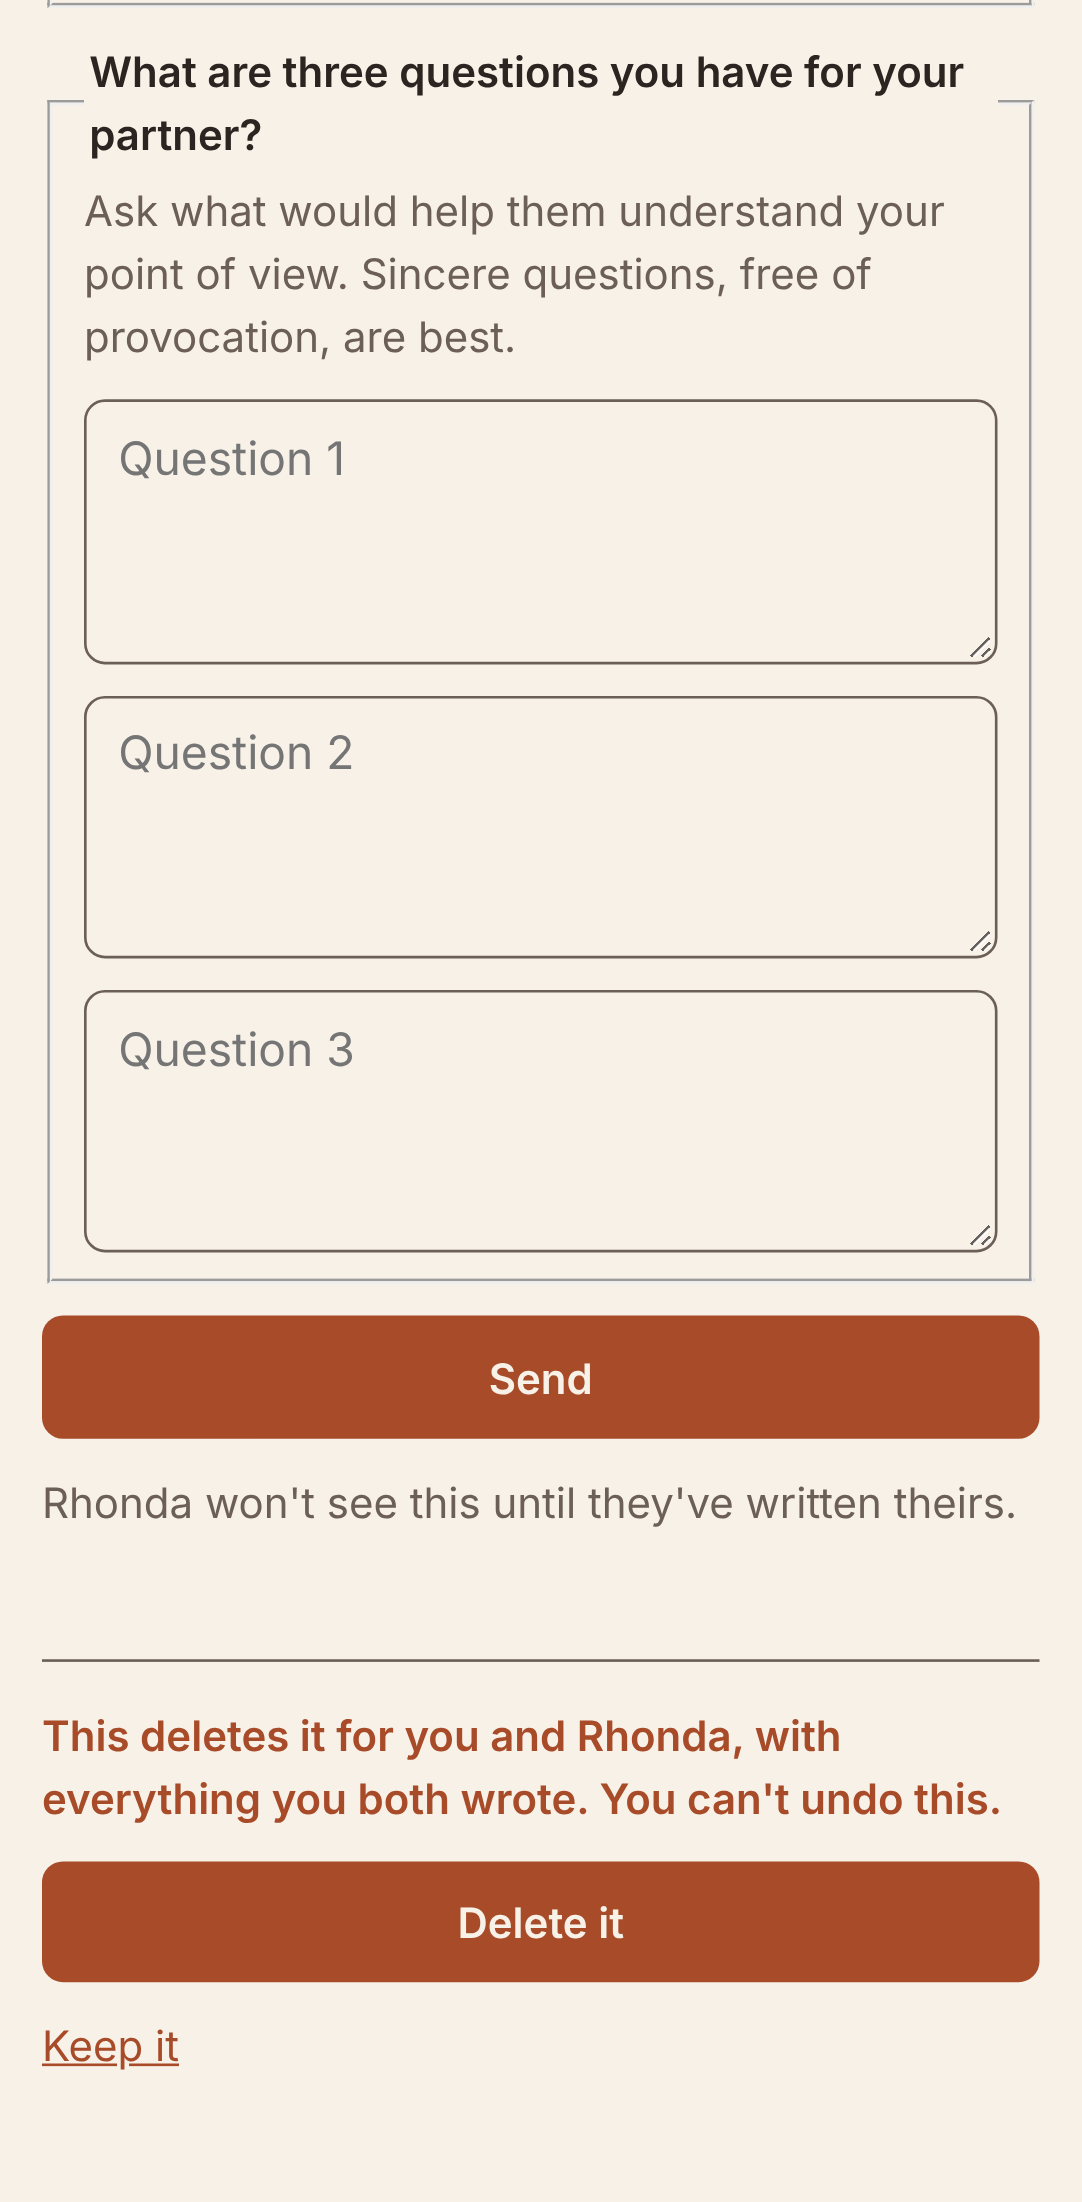 What are three questions you have for your
partner?
Ask what would help them understand your
point of view. Sincere questions, free of
provocation, are best.
Question 1
Question 2
Question 3
Send
Rhonda won't see this until they've written theirs.
This deletes it for you and Rhonda, with
everything you both wrote. You can't undo this.
Delete it
Keep it